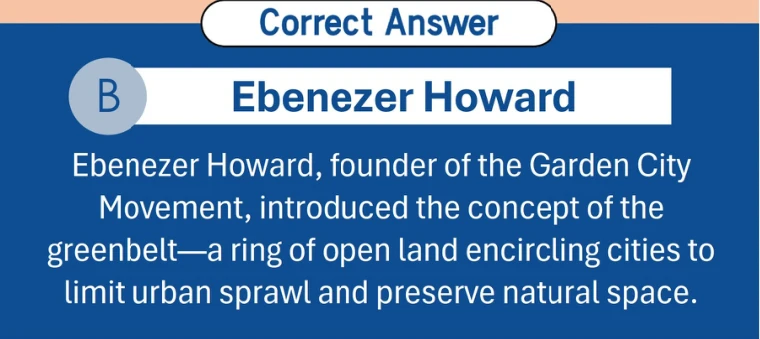 Correct Answer
B
Ebenezer Howard
Ebenezer Howard, founder of the Garden City
Movement, introduced the concept of the
greenbelt—a ring of open land encircling cities to
limit urban sprawl and preserve natural space.